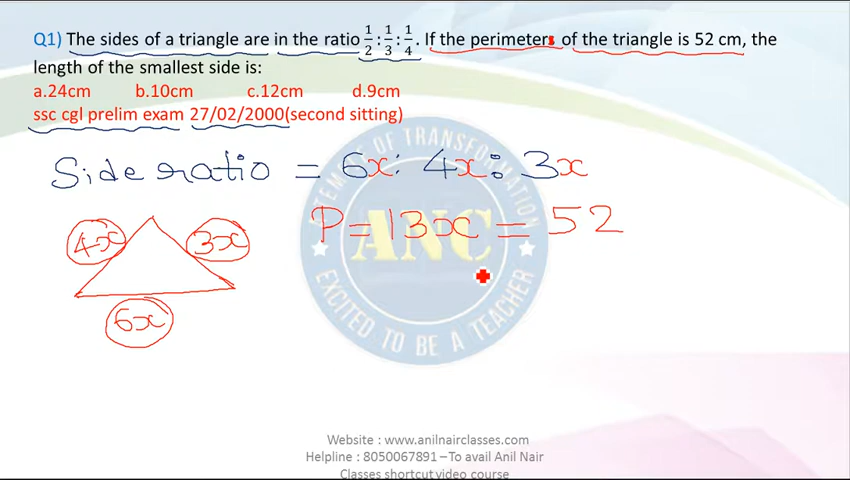 Q1) The sides of a triangle are in the ratio 1/2 : 1/3 : 1/4. If the perimeters of the triangle is 52 cm, the
length of the smallest side is:
a.24cm b.10cm c.12cm d.9cm
ssc cgl prelim exam 27/02/2000(second sitting)
Side ratio = 6x : 4x : 3x
P = 13x = 52
4x 3x
6x
OF TRANSFORMATION
ANC
EXCITED TO BE A TEACHER
Website : www.anilnairclasses.com
Helpline : 8050067891 – To avail Anil Nair
Classes shortcut video course